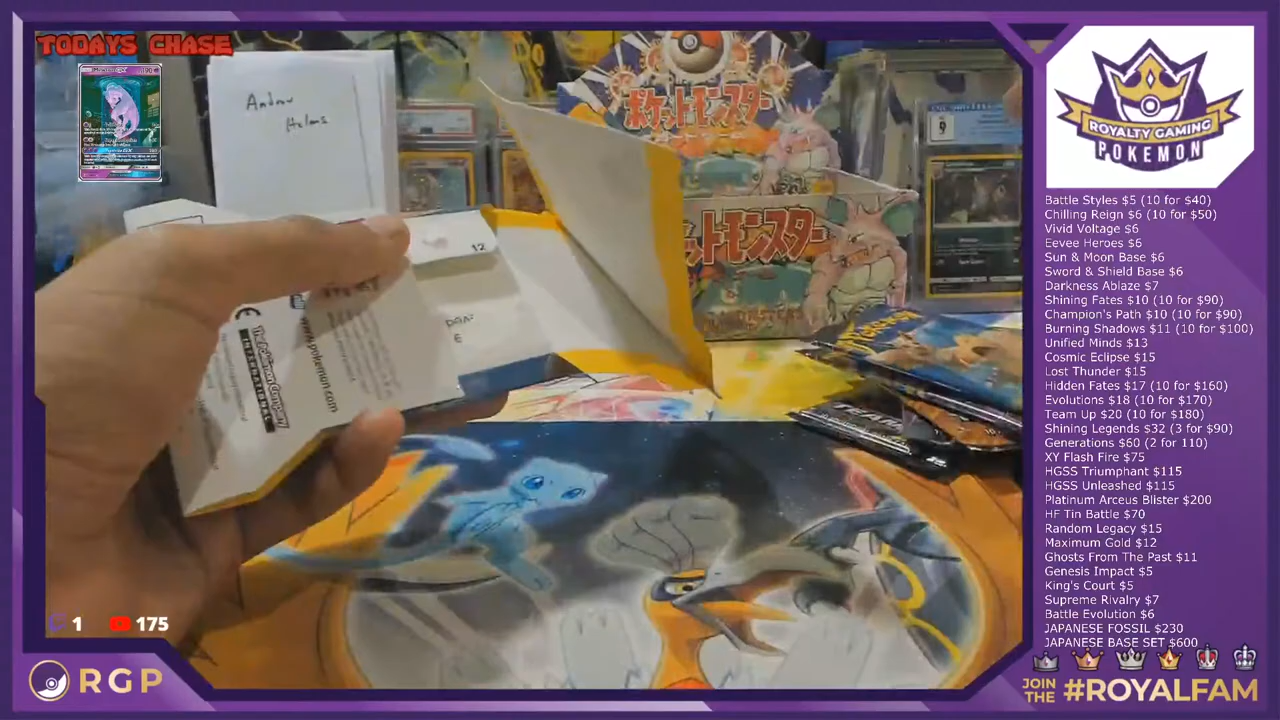 TODAYS CHASE
Andrew
Helms
ポケットモンスター
ットモンスター
9
12
E
www.pokemon.com
The Pokémon Company
INTERNATIONAL
CE
TEAM
ROYALTY GAMING
POKEMON
Battle Styles $5 (10 for $40)
Chilling Reign $6 (10 for $50)
Vivid Voltage $6
Eevee Heroes $6
Sun & Moon Base $6
Sword & Shield Base $6
Darkness Ablaze $7
Shining Fates $10 (10 for $90)
Champion's Path $10 (10 for $90)
Burning Shadows $11 (10 for $100)
Unified Minds $13
Cosmic Eclipse $15
Lost Thunder $15
Hidden Fates $17 (10 for $160)
Evolutions $18 (10 for $170)
Team Up $20 (10 for $180)
Shining Legends $32 (3 for $90)
Generations $60 (2 for 110)
XY Flash Fire $75
HGSS Triumphant $115
HGSS Unleashed $115
Platinum Arceus Blister $200
HF Tin Battle $70
Random Legacy $15
Maximum Gold $12
Ghosts From The Past $11
Genesis Impact $5
King's Court $5
Supreme Rivalry $7
Battle Evolution $6
JAPANESE FOSSIL $230
JAPANESE BASE SET $600
1 175
RGP
JOIN
THE #ROYALFAM